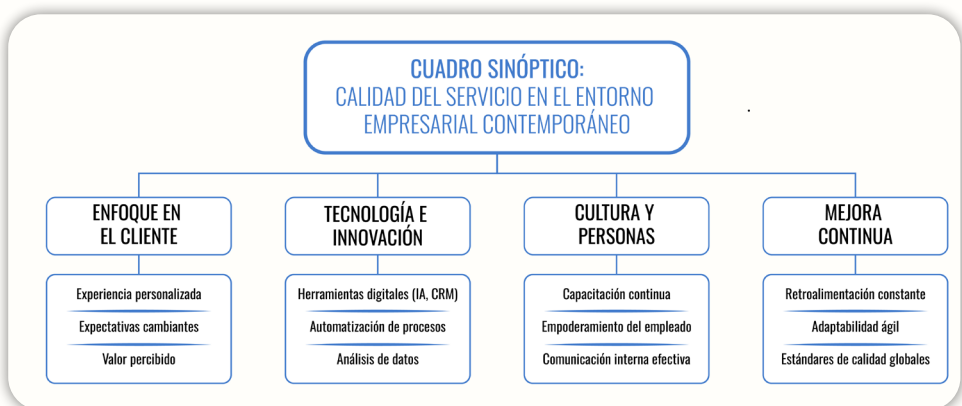 CUADRO SINÓPTICO:
CALIDAD DEL SERVICIO EN EL ENTORNO
EMPRESARIAL CONTEMPORÁNEO
ENFOQUE EN
EL CLIENTE
Experiencia personalizada
Expectativas cambiantes
Valor percibido
TECNOLOGÍA E
INNOVACIÓN
Herramientas digitales (IA, CRM)
Automatización de procesos
Análisis de datos
CULTURA Y
PERSONAS
Capacitación continua
Empoderamiento del empleado
Comunicación interna efectiva
MEJORA
CONTINUA
Retroalimentación constante
Adaptabilidad ágil
Estándares de calidad globales